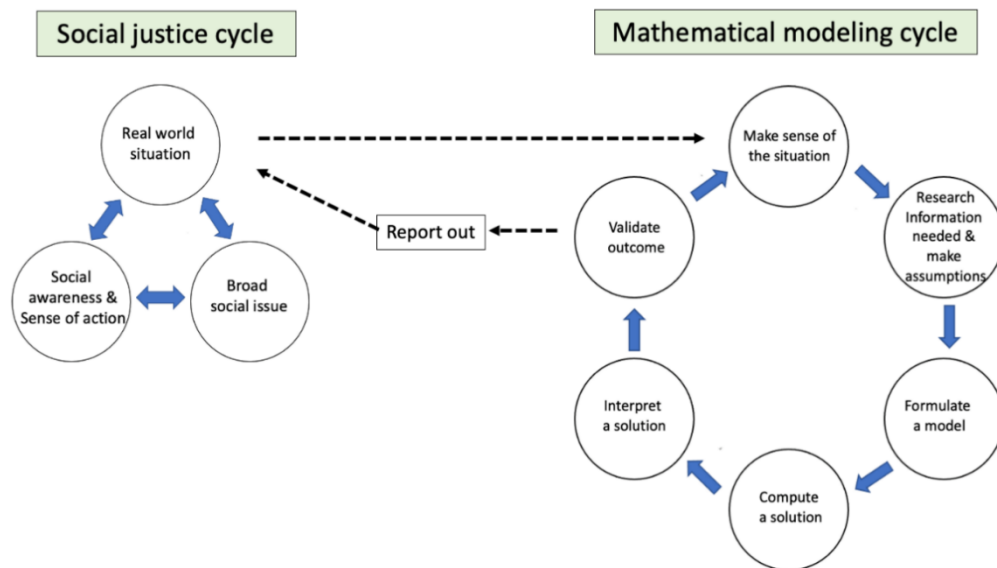 Social justice cycle
Real world
situation
Social
awareness &
Sense of action
Broad
social issue
Report out
Mathematical modeling cycle
Make sense of
the situation
Research
Information
needed &
make
assumptions
Formulate
a model
Compute
a solution
Interpret
a solution
Validate
outcome